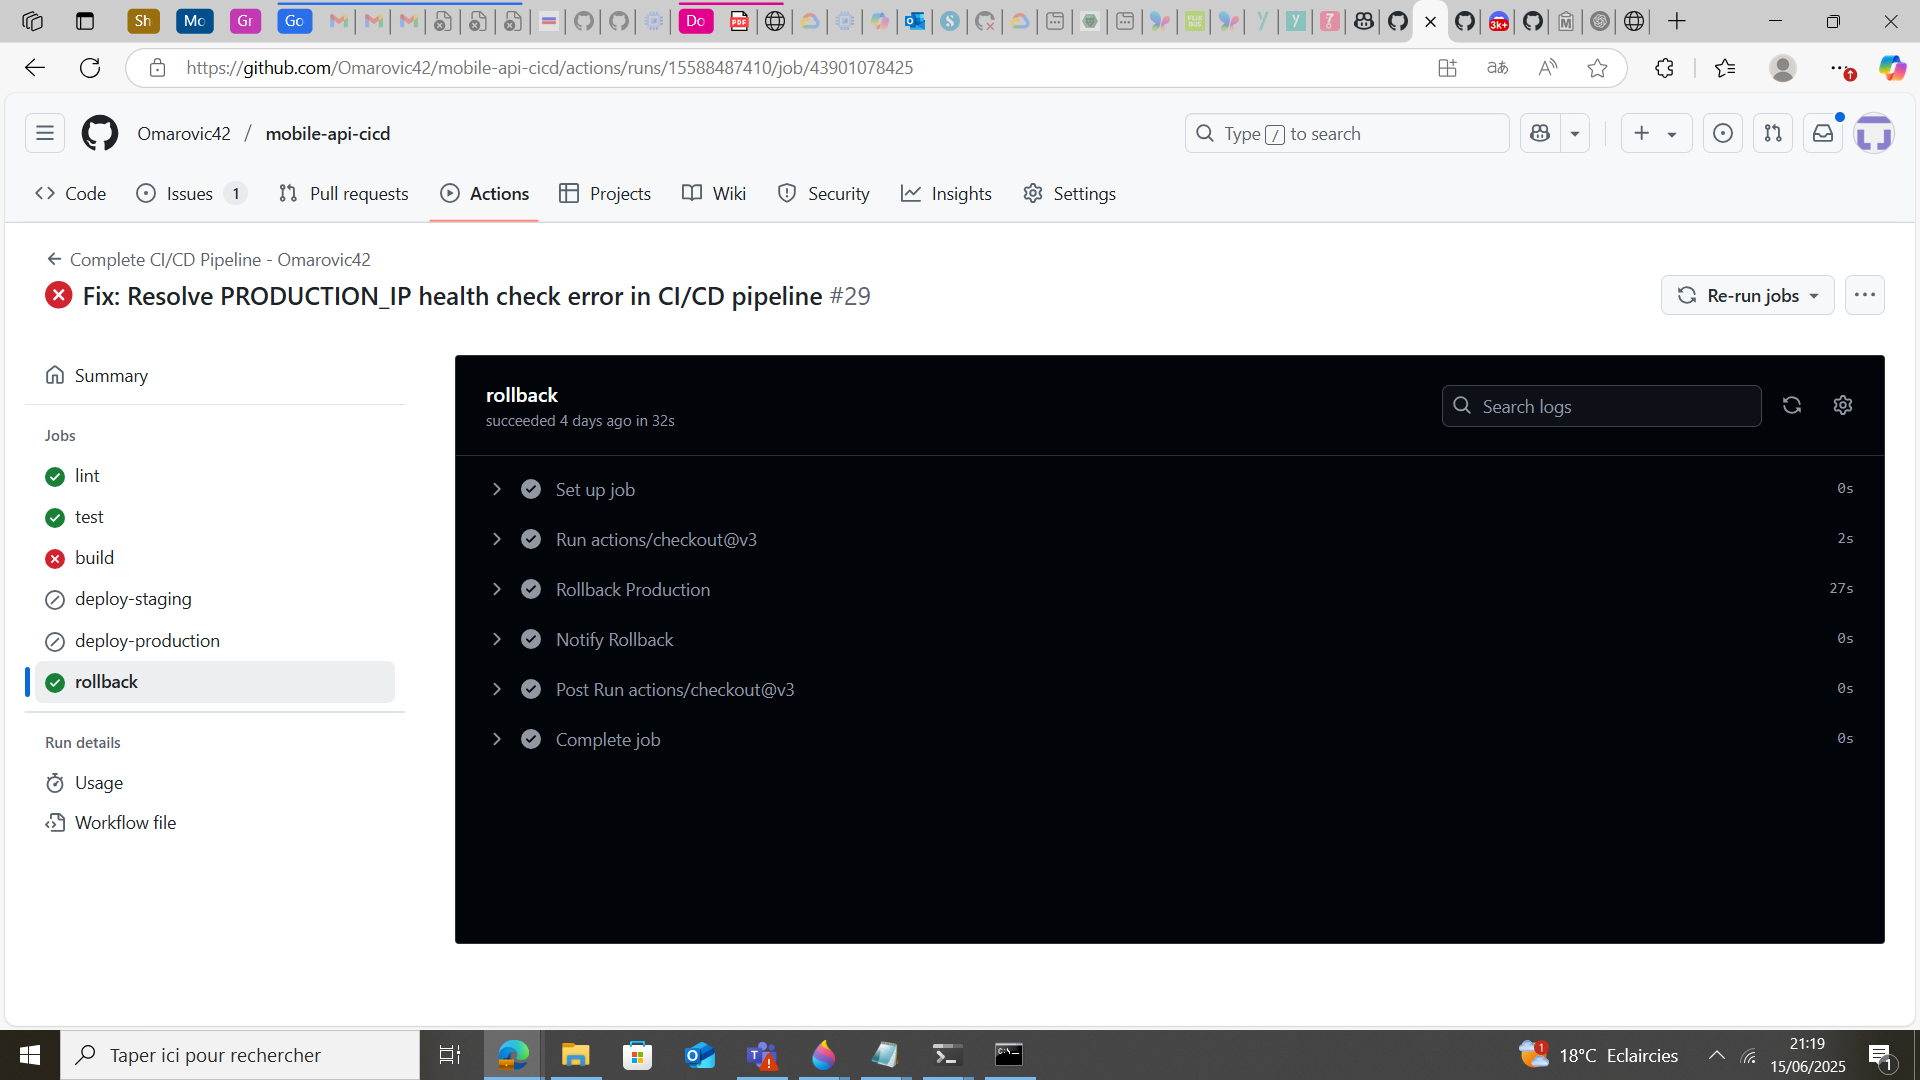 Sh
Mo
Gr
Go
Do
3k+
https://github.com/Omarovic42/mobile-api-cicd/actions/runs/15588487410/job/43901078425
Omarovic42 / mobile-api-cicd
Type / to search
Code
Issues 1
Pull requests
Actions
Projects
Wiki
Security
Insights
Settings
Complete CI/CD Pipeline - Omarovic42
Fix: Resolve PRODUCTION_IP health check error in CI/CD pipeline #29
Re-run jobs
Summary
Jobs
lint
test
build
deploy-staging
deploy-production
rollback
Run details
Usage
Workflow file
rollback
succeeded 4 days ago in 32s
Search logs
Set up job 0s
Run actions/checkout@v3 2s
Rollback Production 27s
Notify Rollback 0s
Post Run actions/checkout@v3 0s
Complete job 0s
Taper ici pour rechercher
1
18°C Eclaircies
21:19
15/06/2025
1